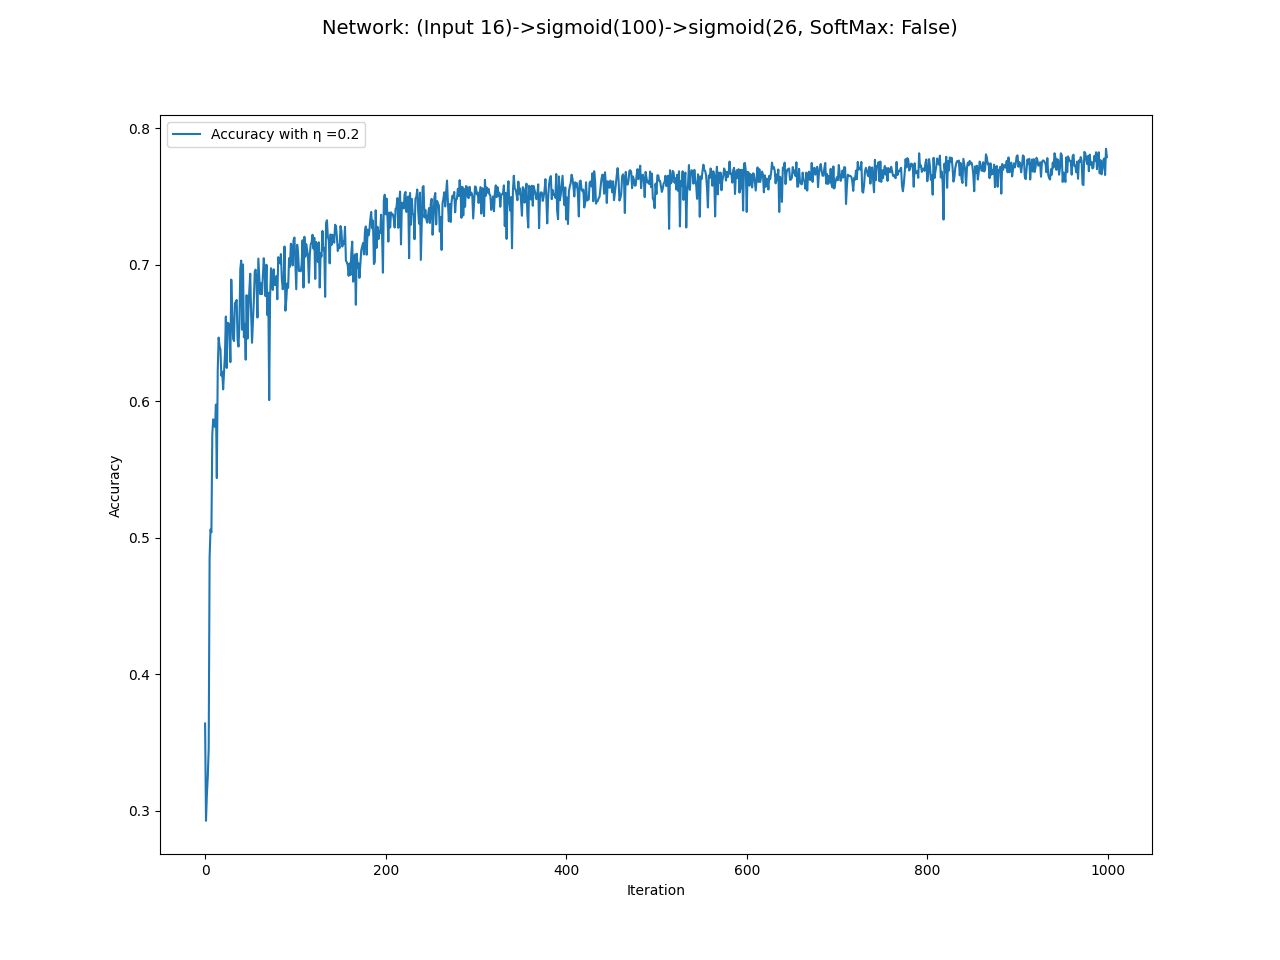 Network: (Input 16)->sigmoid(100)->sigmoid(26, SoftMax: False)
Accuracy with η =0.2
0.8
0.7
0.6
0.5
0.4
0.3
Accuracy
0 200 400 600 800 1000
Iteration